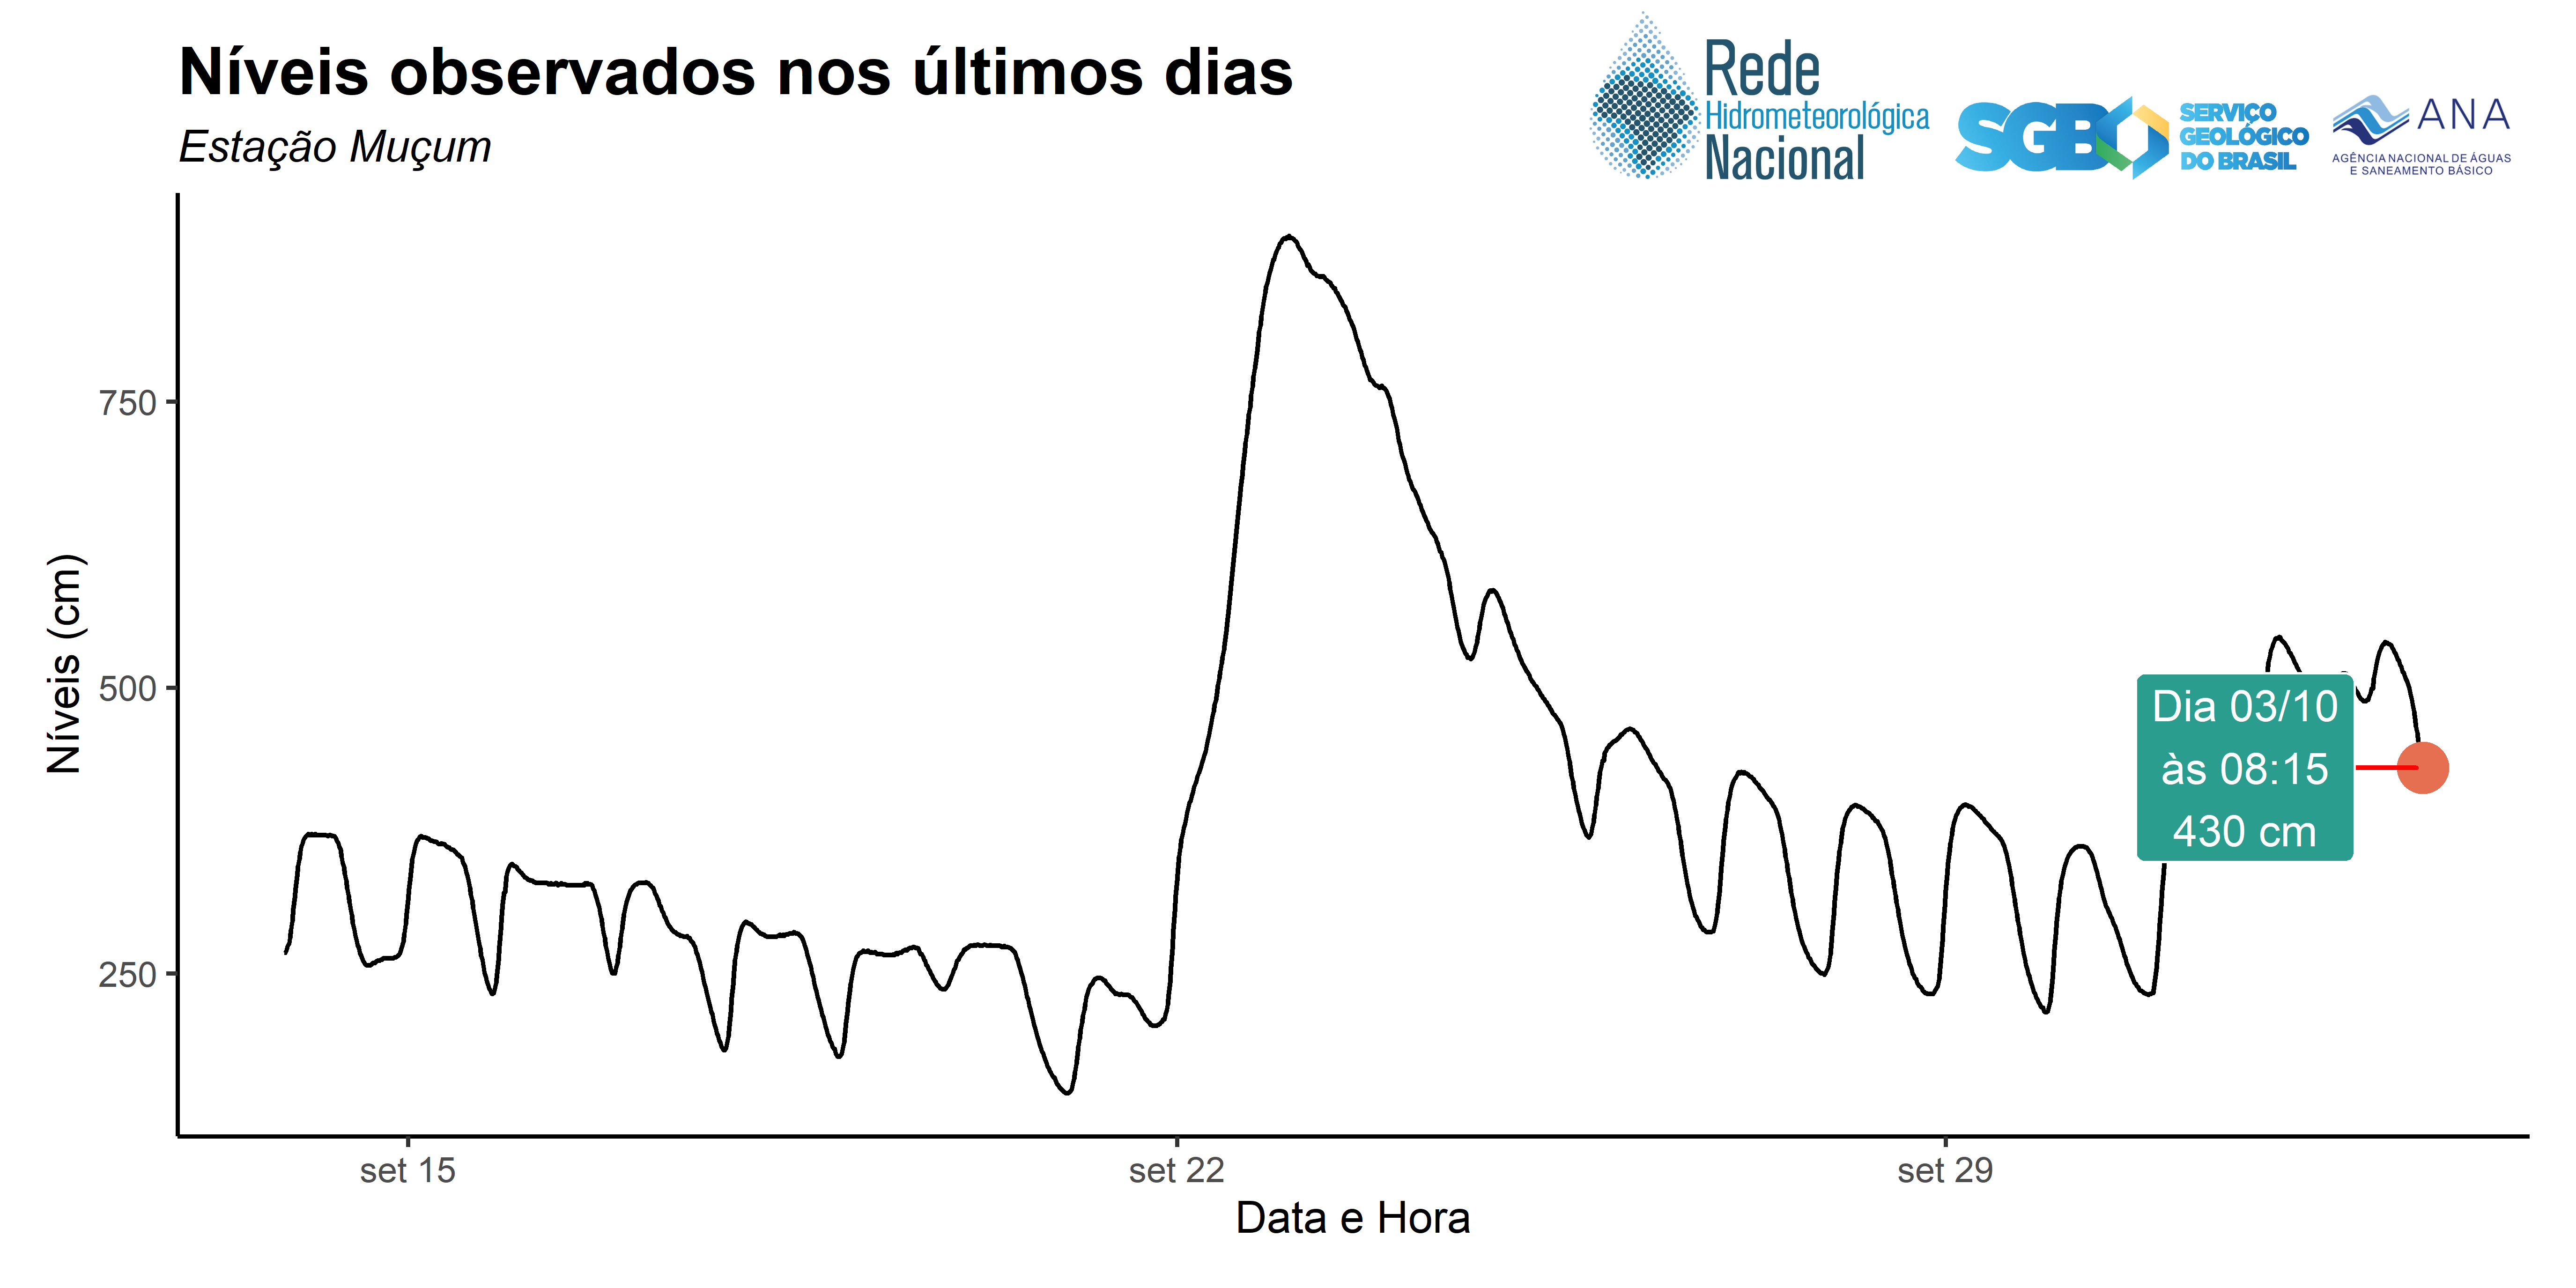 Níveis observados nos últimos dias
Estação Muçum
Rede
Hidrometeorológica
Nacional
SGB
SERVIÇO
GEOLÓGICO
DO BRASIL
ANA
AGÊNCIA NACIONAL DE ÁGUAS
E SANEAMENTO BÁSICO
Níveis (cm)
750
500
250
Dia 03/10
às 08:15
430 cm
set 15
set 22
set 29
Data e Hora